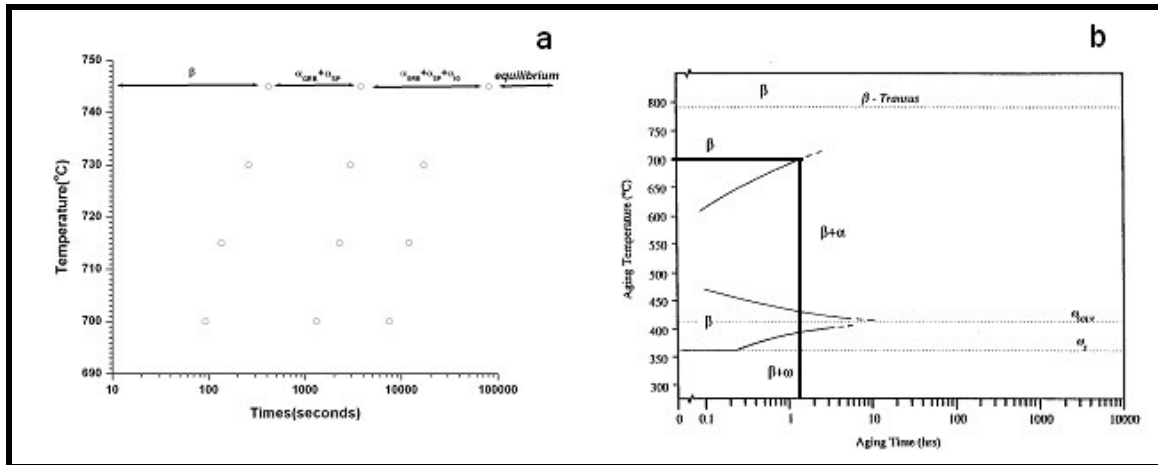 a
750
740
730
720
710
700
690
Temperature(°C)
β
α_GBB+α_SP
α_GBB+α_SP+α_IG
equilibrium
10
100
1000
10000
100000
Times(seconds)
b
800
750
700
650
600
550
500
450
400
350
300
Aging Temperature (°C)
β
β - Transus
β
β+α
β
β+ω
0
0.1
1
10
100
1000
10000
Aging Time (hrs)